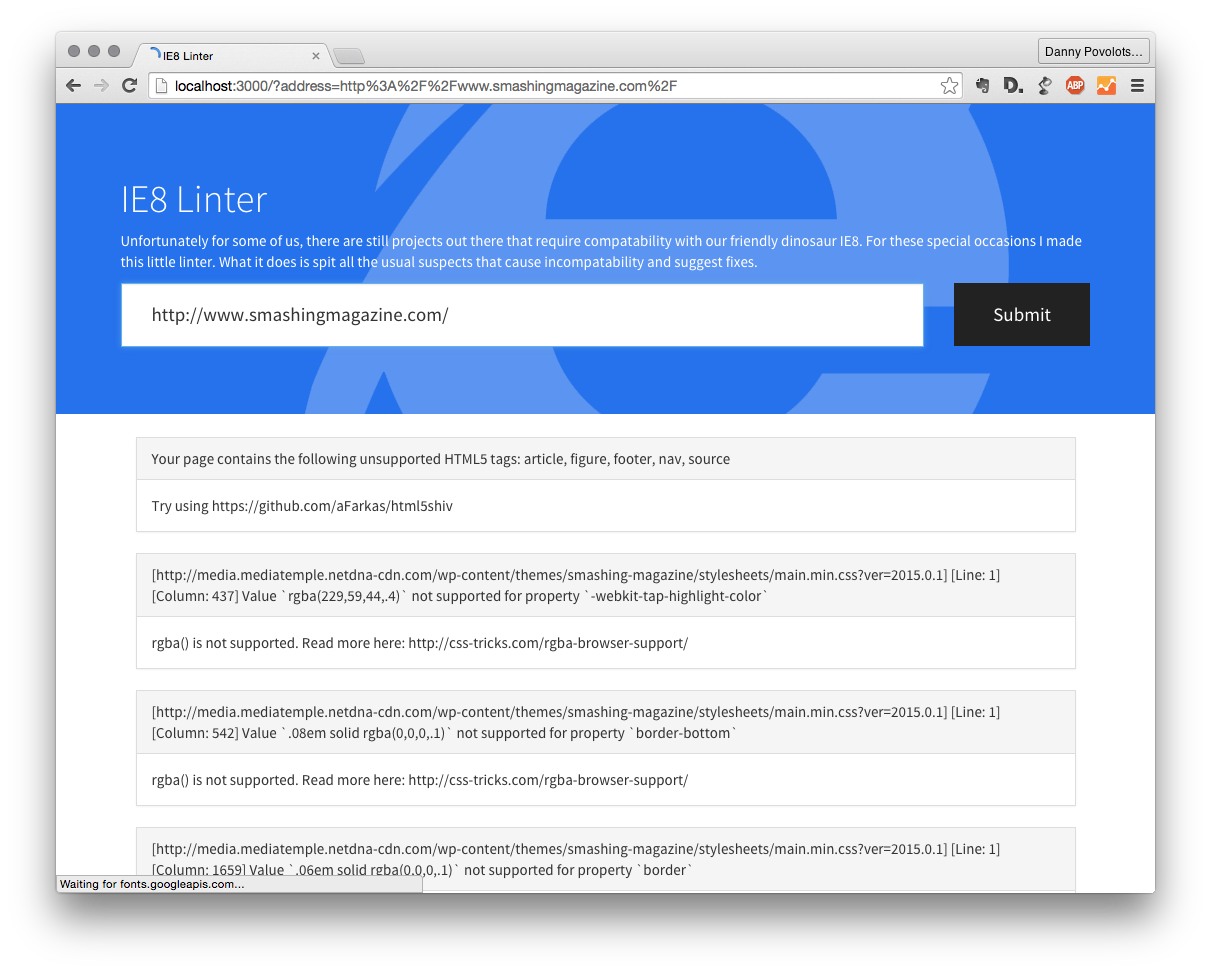 IE8 Linter
Danny Povolots...
localhost:3000/?address=http%3A%2F%2Fwww.smashingmagazine.com%2F
D.
ABP
IE8 Linter
Unfortunately for some of us, there are still projects out there that require compatability with our friendly dinosaur IE8. For these special occasions I made
this little linter. What it does is spit all the usual suspects that cause incompatability and suggest fixes.
http://www.smashingmagazine.com/
Submit
Your page contains the following unsupported HTML5 tags: article, figure, footer, nav, source
Try using https://github.com/aFarkas/html5shiv
[http://media.mediatemple.netdna-cdn.com/wp-content/themes/smashing-magazine/stylesheets/main.min.css?ver=2015.0.1] [Line: 1]
[Column: 437] Value `rgba(229,59,44,.4)` not supported for property `-webkit-tap-highlight-color`
rgba() is not supported. Read more here: http://css-tricks.com/rgba-browser-support/
[http://media.mediatemple.netdna-cdn.com/wp-content/themes/smashing-magazine/stylesheets/main.min.css?ver=2015.0.1] [Line: 1]
[Column: 542] Value `.08em solid rgba(0,0,0,.1)` not supported for property `border-bottom`
rgba() is not supported. Read more here: http://css-tricks.com/rgba-browser-support/
[http://media.mediatemple.netdna-cdn.com/wp-content/themes/smashing-magazine/stylesheets/main.min.css?ver=2015.0.1] [Line: 1]
[Column: 1659] Value `.06em solid rgba(0,0,0,.1)` not supported for property `border`
Waiting for fonts.googleapis.com...